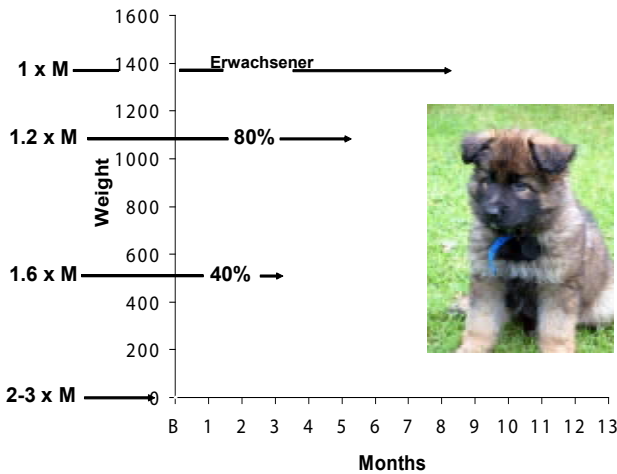 1600
1 x M
1400
Erwachsener
1200
1.2 x M
80%
1000
800
Weight
600
1.6 x M
40%
400
200
2-3 x M
0
B 1 2 3 4 5 6 7 8 9 10 11 12 13
Months